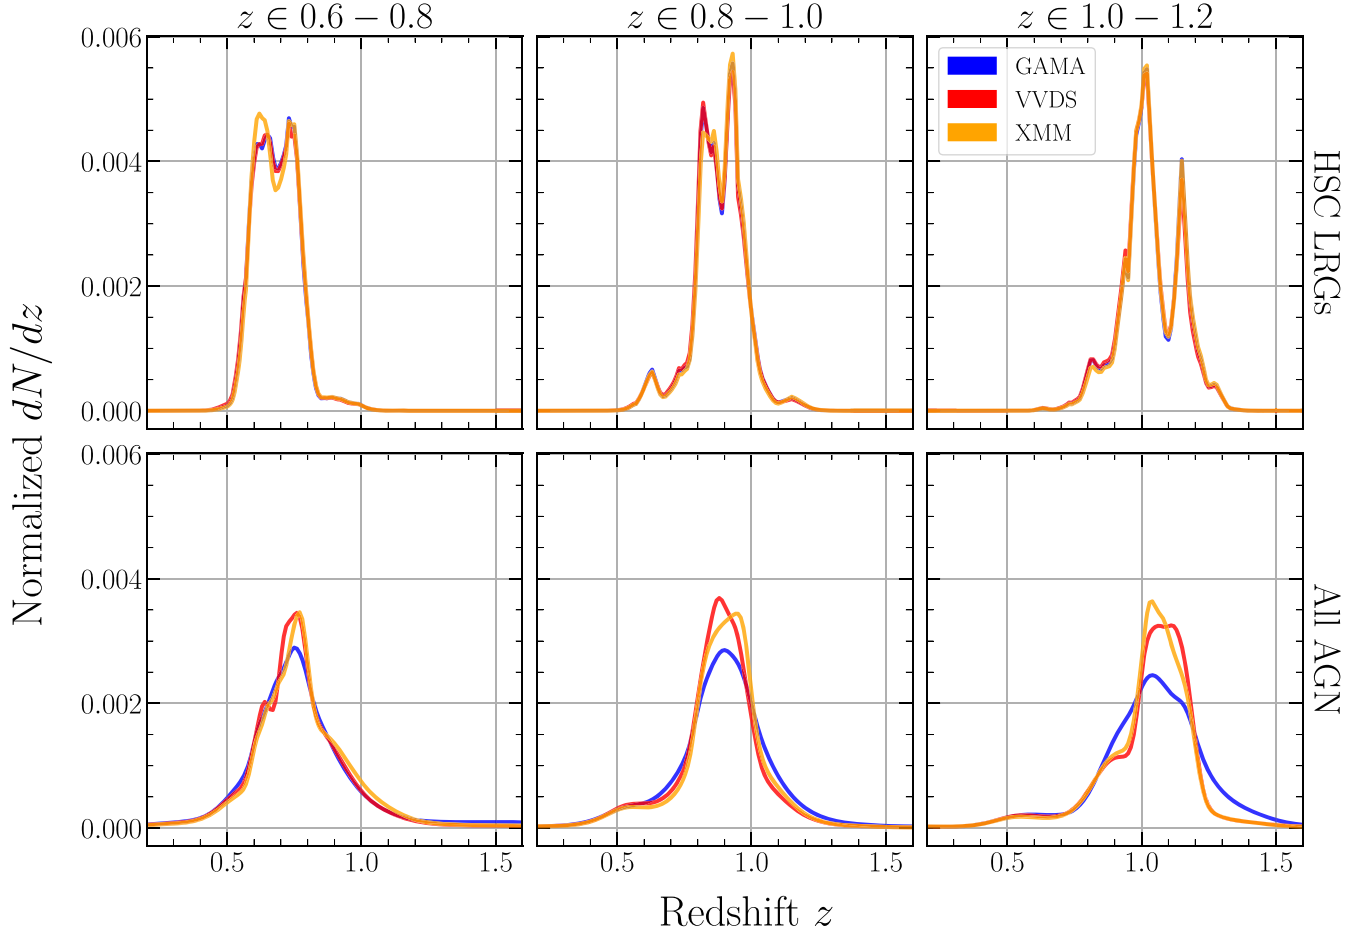 z ∈ 0.6 − 0.8
z ∈ 0.8 − 1.0
z ∈ 1.0 − 1.2
GAMA
VVDS
XMM
0.006
0.004
0.002
0.000
HSC LRGs
Normalized dN/dz
0.006
0.004
0.002
0.000
All AGN
0.5 1.0 1.5
0.5 1.0 1.5
0.5 1.0 1.5
Redshift z